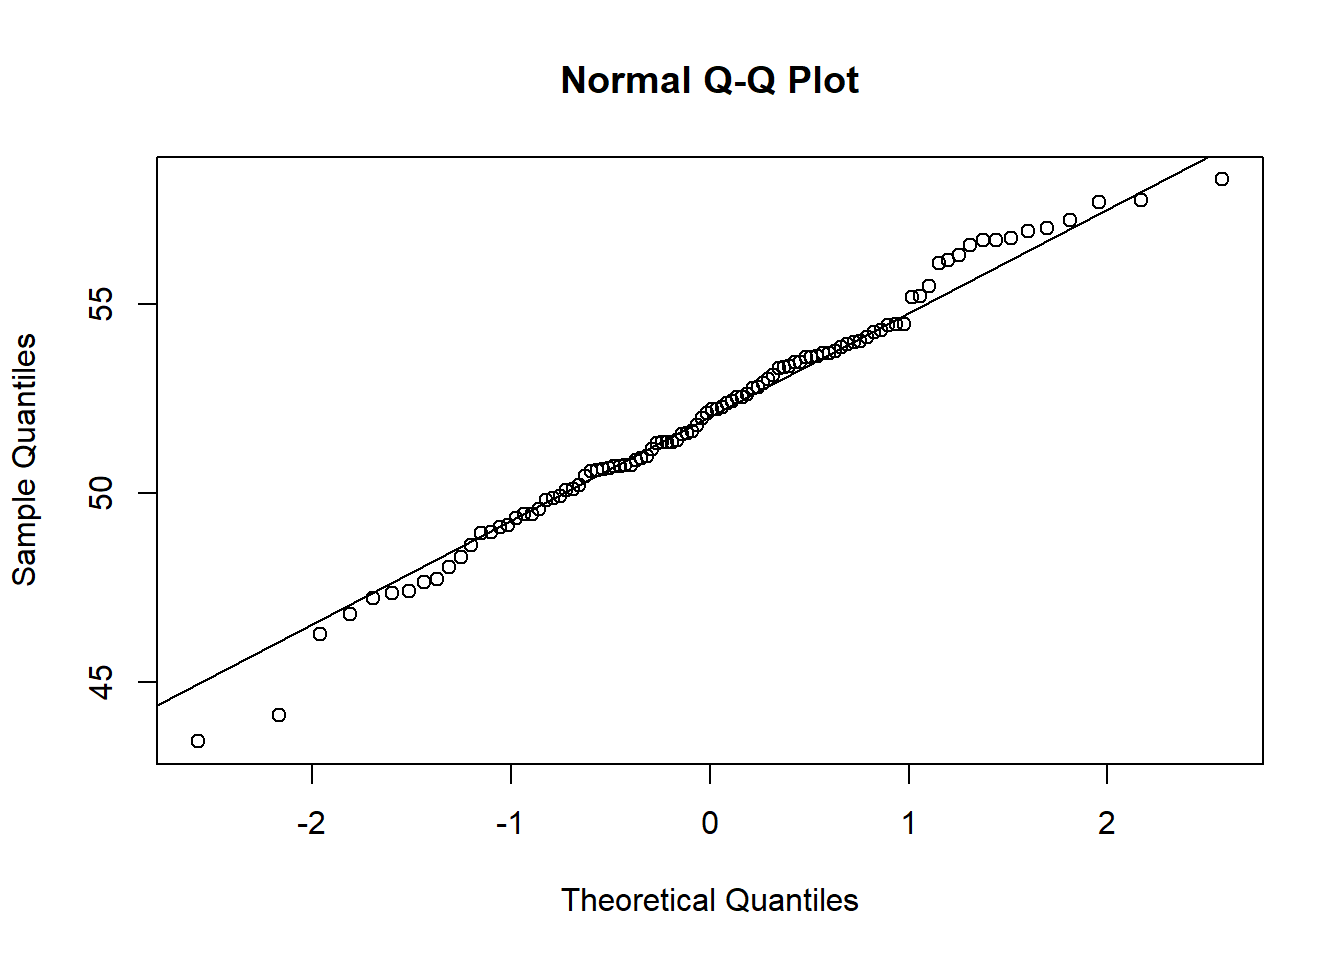 Normal Q-Q Plot
Sample Quantiles
55
50
45
-2 -1 0 1 2
Theoretical Quantiles